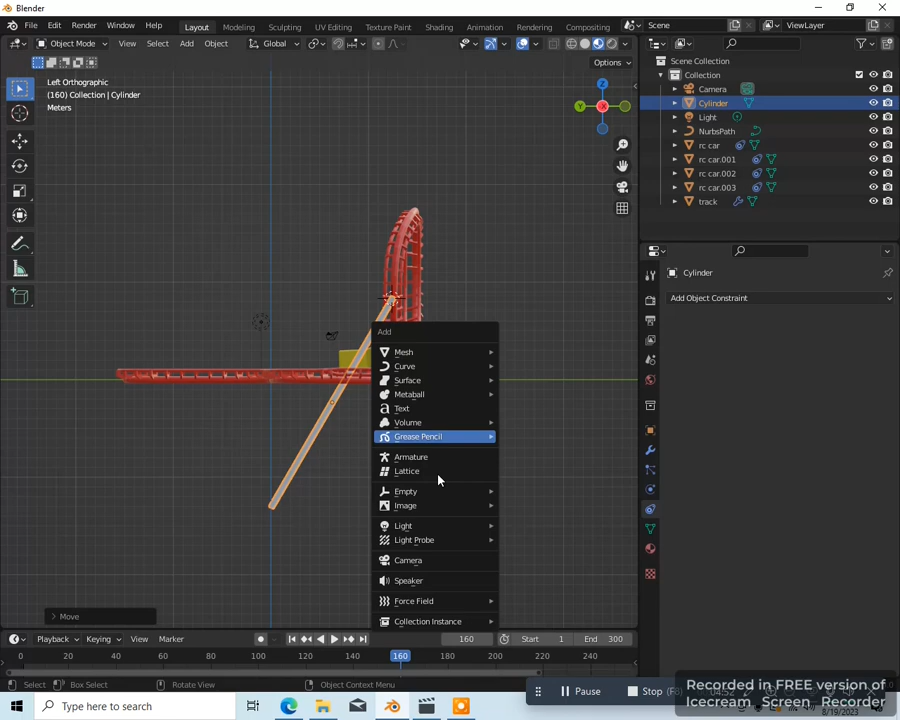 Blender
File Edit Render Window Help Layout Modeling Sculpting UV Editing Texture Paint Shading Animation Rendering Compositing Scene ViewLayer
Object Mode View Select Add Object Global
Options
Left Orthographic
(160) Collection | Cylinder
Meters
Z
Y
X
Add
Mesh
Curve
Surface
Metaball
Text
Volume
Grease Pencil
Armature
Lattice
Empty
Image
Light
Light Probe
Camera
Speaker
Force Field
Collection Instance
Move
Scene Collection
Collection
Camera
Cylinder
Light
NurbsPath
rc car
rc car.001
rc car.002
rc car.003
track
Cylinder
Add Object Constraint
Playback Keying View Marker 160 Start 1 End 300
0 20 40 60 80 100 120 140 160 180 200 220 240
Select Box Select Rotate View Object Context Menu
Pause Stop (F8) 04:52
Recorded in FREE version of
Icecream Screen Recorder
Type here to search
8/19/2023